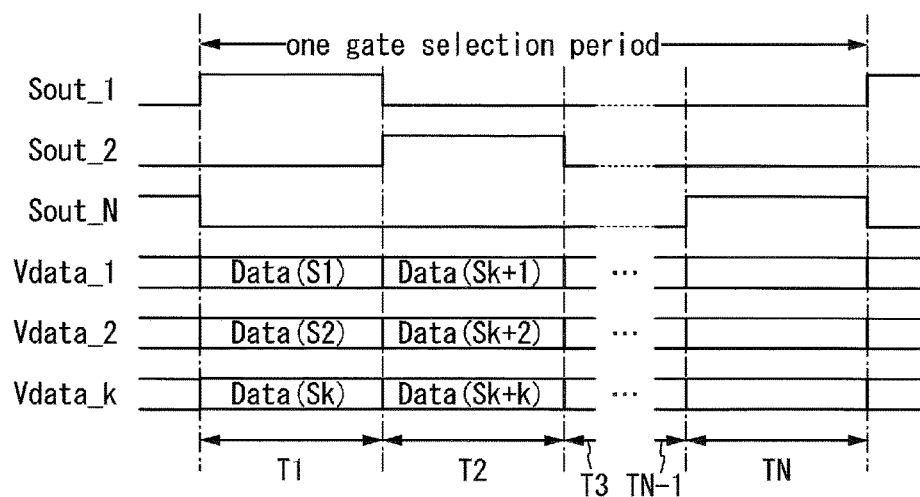 one gate selection period
Sout_1
Sout_2
Sout_N
Vdata_1 Data(S1) Data(Sk+1) ...
Vdata_2 Data(S2) Data(Sk+2) ...
Vdata_k Data(Sk) Data(Sk+k) ...
T1 T2 T3 TN-1 TN